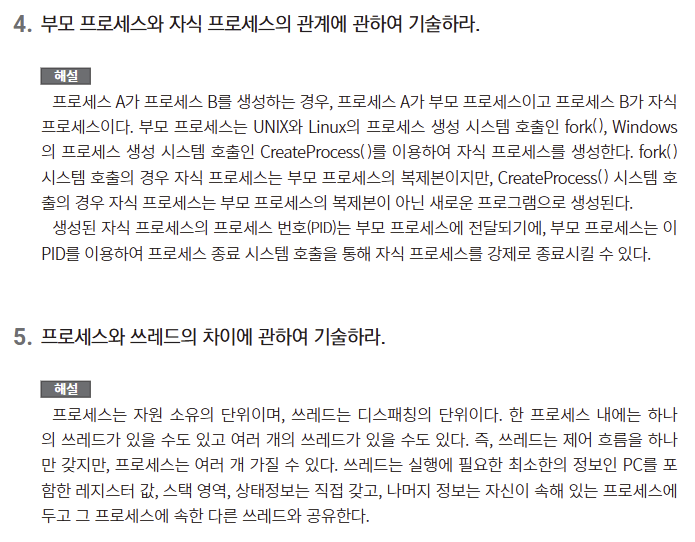 4. 부모 프로세스와 자식 프로세스의 관계에 관하여 기술하라.
해설
프로세스 A가 프로세스 B를 생성하는 경우, 프로세스 A가 부모 프로세스이고 프로세스 B가 자식
프로세스이다. 부모 프로세스는 UNIX와 Linux의 프로세스 생성 시스템 호출인 fork(), Windows
의 프로세스 생성 시스템 호출인 CreateProcess()를 이용하여 자식 프로세스를 생성한다. fork()
시스템 호출의 경우 자식 프로세스는 부모 프로세스의 복제본이지만, CreateProcess() 시스템 호
출의 경우 자식 프로세스는 부모 프로세스의 복제본이 아닌 새로운 프로그램으로 생성된다.
생성된 자식 프로세스의 프로세스 번호(PID)는 부모 프로세스에 전달되기에, 부모 프로세스는 이
PID를 이용하여 프로세스 종료 시스템 호출을 통해 자식 프로세스를 강제로 종료시킬 수 있다.
5. 프로세스와 쓰레드의 차이에 관하여 기술하라.
해설
프로세스는 자원 소유의 단위이며, 쓰레드는 디스패칭의 단위이다. 한 프로세스 내에는 하나
의 쓰레드가 있을 수도 있고 여러 개의 쓰레드가 있을 수도 있다. 즉, 쓰레드는 제어 흐름을 하나
만 갖지만, 프로세스는 여러 개 가질 수 있다. 쓰레드는 실행에 필요한 최소한의 정보인 PC를 포
함한 레지스터 값, 스택 영역, 상태정보는 직접 갖고, 나머지 정보는 자신이 속해 있는 프로세스에
두고 그 프로세스에 속한 다른 쓰레드와 공유한다.